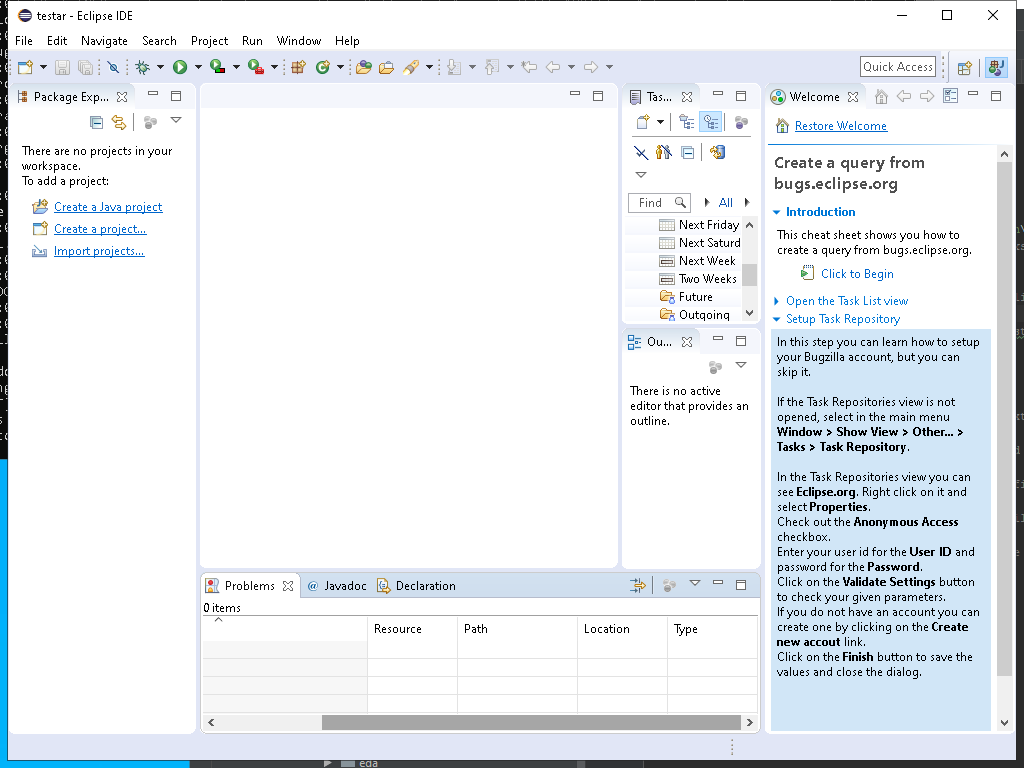 testar - Eclipse IDE
File Edit Navigate Search Project Run Window Help
Quick Access
Package Exp...
There are no projects in your
workspace.
To add a project:
Create a Java project
Create a project...
Import projects...
Tas...
Find
All
Next Friday
Next Saturd
Next Week
Two Weeks
Future
Outgoing
Ou...
There is no active
editor that provides an
outline.
Welcome
Restore Welcome
Create a query from
bugs.eclipse.org
Introduction
This cheat sheet shows you how to
create a query from bugs.eclipse.org.
Click to Begin
Open the Task List view
Setup Task Repository
In this step you can learn how to setup
your Bugzilla account, but you can
skip it.
If the Task Repositories view is not
opened, select in the main menu
Window > Show View > Other... >
Tasks > Task Repository.
In the Task Repositories view you can
see Eclipse.org. Right click on it and
select Properties.
Check out the Anonymous Access
checkbox.
Enter your user id for the User ID and
password for the Password.
Click on the Validate Settings button
to check your given parameters.
If you do not have an account you can
create one by clicking on the Create
new accout link.
Click on the Finish button to save the
values and close the dialog.
Problems
Javadoc
Declaration
0 items
Resource Path Location Type
eda